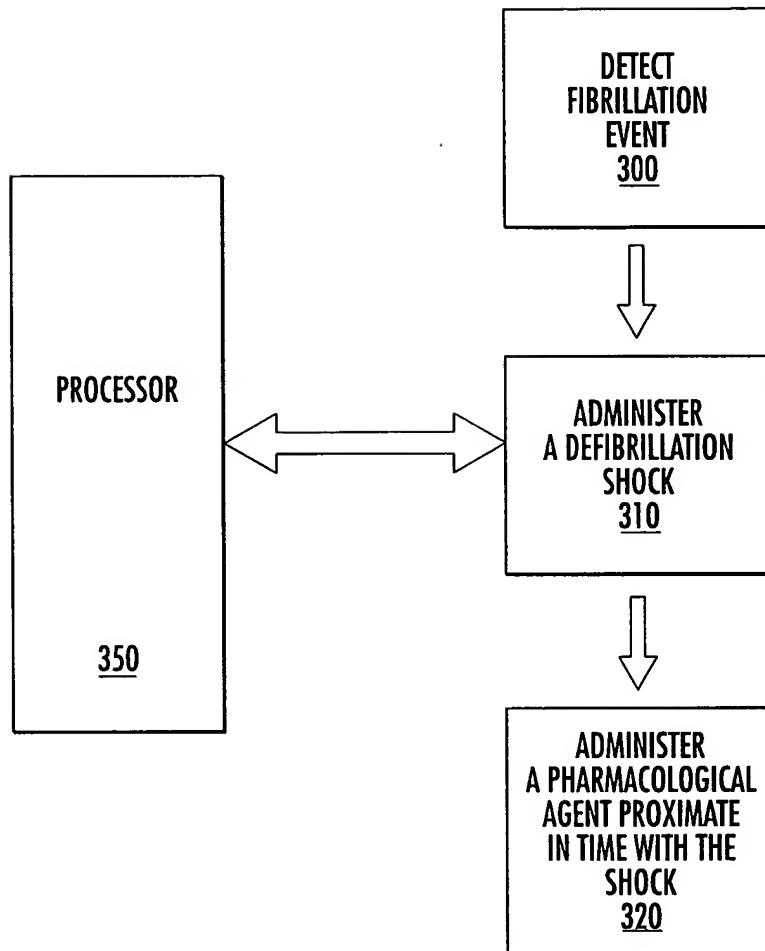 DETECT
FIBRILLATION
EVENT
300
PROCESSOR
350
ADMINISTER
A DEFIBRILLATION
SHOCK
310
ADMINISTER
A PHARMACOLOGICAL
AGENT PROXIMATE
IN TIME WITH THE
SHOCK
320